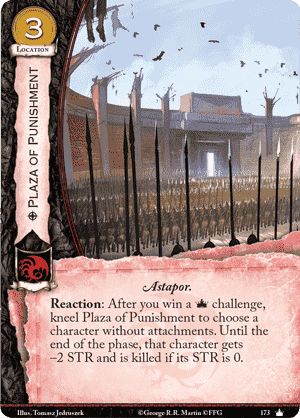 3
LOCATION
PLAZA OF PUNISHMENT
Astapor.
Reaction: After you win a challenge,
kneel Plaza of Punishment to choose a
character without attachments. Until the
end of the phase, that character gets
–2 STR and is killed if its STR is 0.
Illus. Tomasz Jedruszek
©George R.R. Martin ©FFG
173